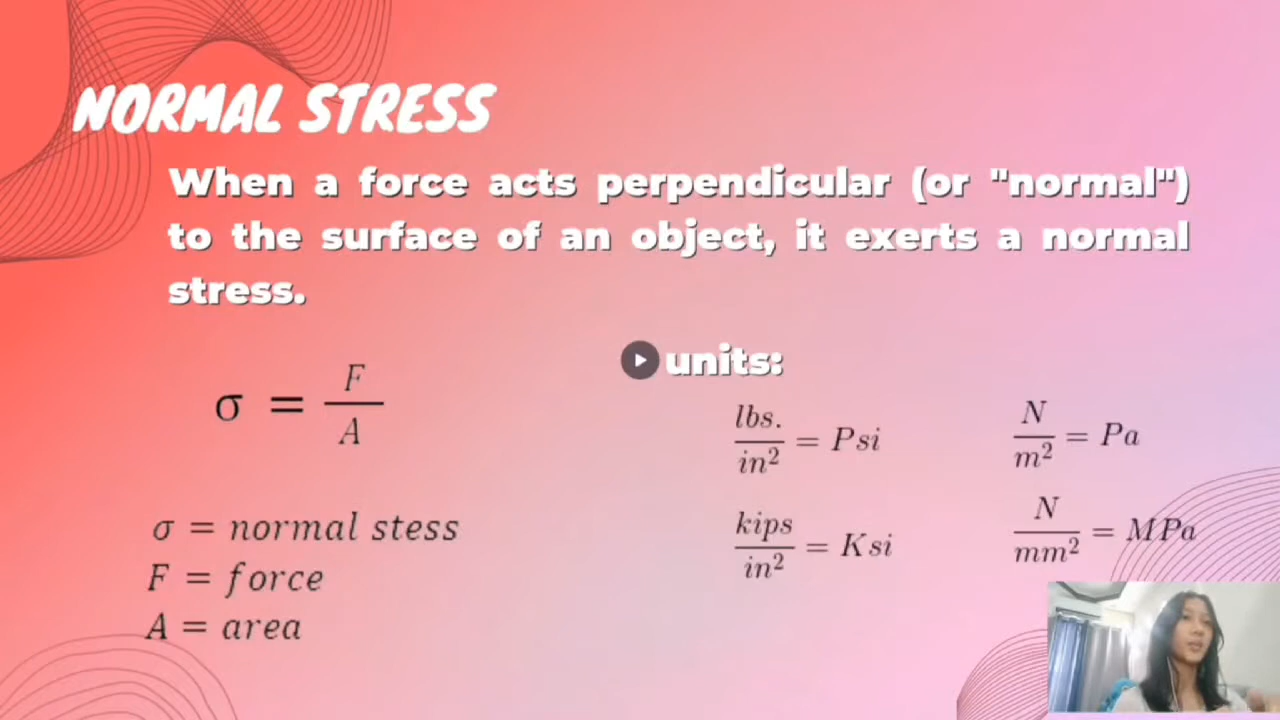 NORMAL STRESS
When a force acts perpendicular (or "normal")
to the surface of an object, it exerts a normal
stress.
σ = F/A
σ = normal stess
F = force
A = area
units:
lbs./in² = Psi
N/m² = Pa
kips/in² = Ksi
N/mm² = MPa